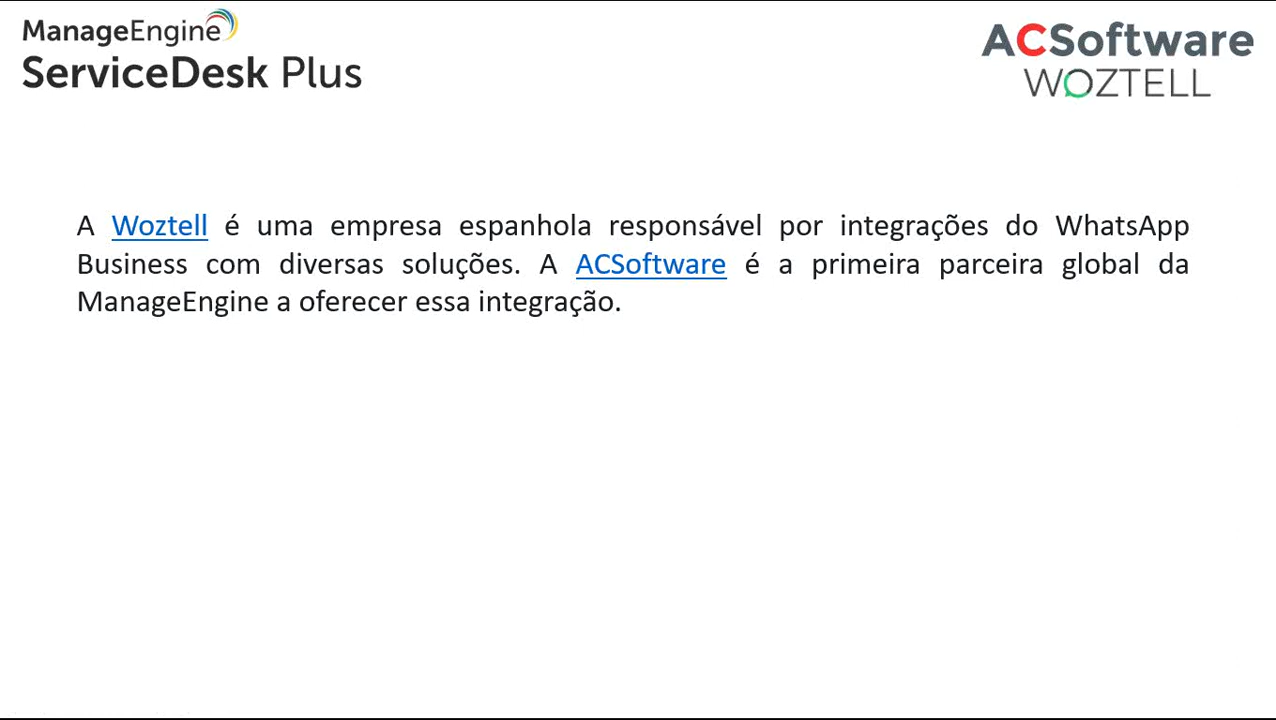 ManageEngine
ServiceDesk Plus
ACSoftware
WOZTELL
A Woztell é uma empresa espanhola responsável por integrações do WhatsApp
Business com diversas soluções. A ACSoftware é a primeira parceira global da
ManageEngine a oferecer essa integração.